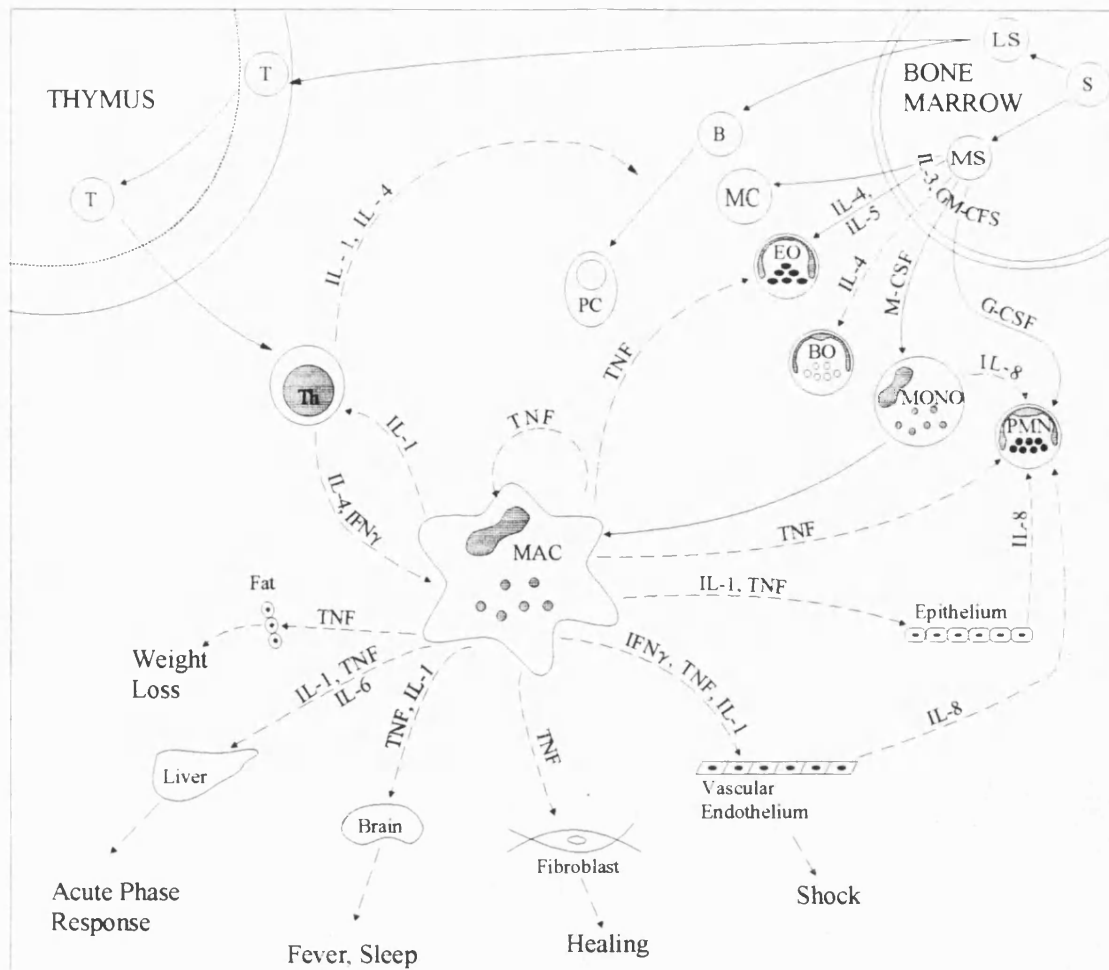 THYMUS
T
T
LS
BONE
MARROW
S
MS
B
MC
IL-3, GM-CFS
IL-4,
IL-5
EO
PC
IL - 1, IL - 4
IL-4
M-CSF
G-CSF
TNF
BO
IL-8
MONO
PMN
Th
IL-1
TNF
IL-4, IFNγ
MAC
TNF
IL-8
IL-1, TNF
Epithelium
Fat
TNF
Weight
Loss
IL-1, TNF
IL-6
TNF, IL-1
TNF
IFNγ, TNF, IL-1
IL-8
Liver
Vascular
Endothelium
Brain
Fibroblast
Acute Phase
Response
Shock
Fever, Sleep
Healing